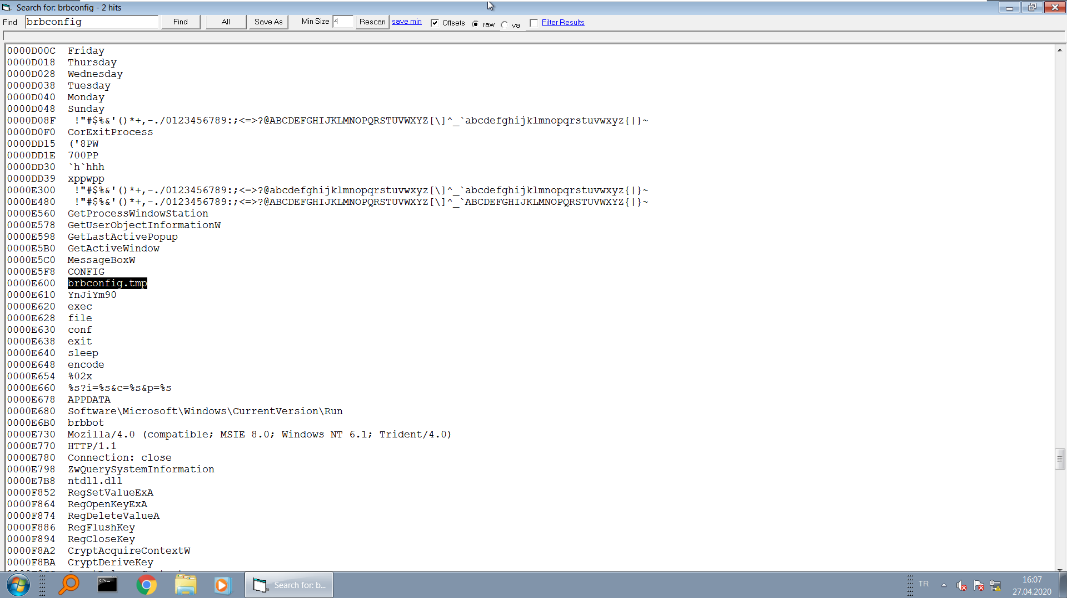 Search for: brbconfig - 2 hits
Find brbconfig Find All Save As Min Size 4 Rescan save min Offsets raw va Filter Results
0000D00C Friday
0000D018 Thursday
0000D028 Wednesday
0000D038 Tuesday
0000D040 Monday
0000D048 Sunday
0000D08F !"#$%&'()*+,-./0123456789:;<=>?@ABCDEFGHIJKLMNOPQRSTUVWXYZ[\]^_`abcdefghijklmnopqrstuvwxyz{|}~
0000D0F0 CorExitProcess
0000DD15 ('8PW
0000DD1E 700PP
0000DD30 `h`hhh
0000DD39 xppwpp
0000E300 !"#$%&'()*+,-./0123456789:;<=>?@abcdefghijklmnopqrstuvwxyz[\]^_`abcdefghijklmnopqrstuvwxyz{|}~
0000E480 !"#$%&'()*+,-./0123456789:;<=>?@ABCDEFGHIJKLMNOPQRSTUVWXYZ[\]^_`ABCDEFGHIJKLMNOPQRSTUVWXYZ{|}~
0000E560 GetProcessWindowStation
0000E578 GetUserObjectInformationW
0000E598 GetLastActivePopup
0000E5B0 GetActiveWindow
0000E5C0 MessageBoxW
0000E5F8 CONFIG
0000E600 brbconfig.tmp
0000E610 YnJiYm90
0000E620 exec
0000E628 file
0000E630 conf
0000E638 exit
0000E640 sleep
0000E648 encode
0000E654 %02x
0000E660 %s?i=%s&c=%s&p=%s
0000E678 APPDATA
0000E680 Software\Microsoft\Windows\CurrentVersion\Run
0000E6B0 brbbot
0000E730 Mozilla/4.0 (compatible; MSIE 8.0; Windows NT 6.1; Trident/4.0)
0000E770 HTTP/1.1
0000E780 Connection: close
0000E798 ZwQuerySystemInformation
0000E7B8 ntdll.dll
0000F852 RegSetValueExA
0000F864 RegOpenKeyExA
0000F874 RegDeleteValueA
0000F886 RegFlushKey
0000F894 RegCloseKey
0000F8A2 CryptAcquireContextW
0000F8BA CryptDeriveKey
Search for: b...
TR
16:07
27.04.2020